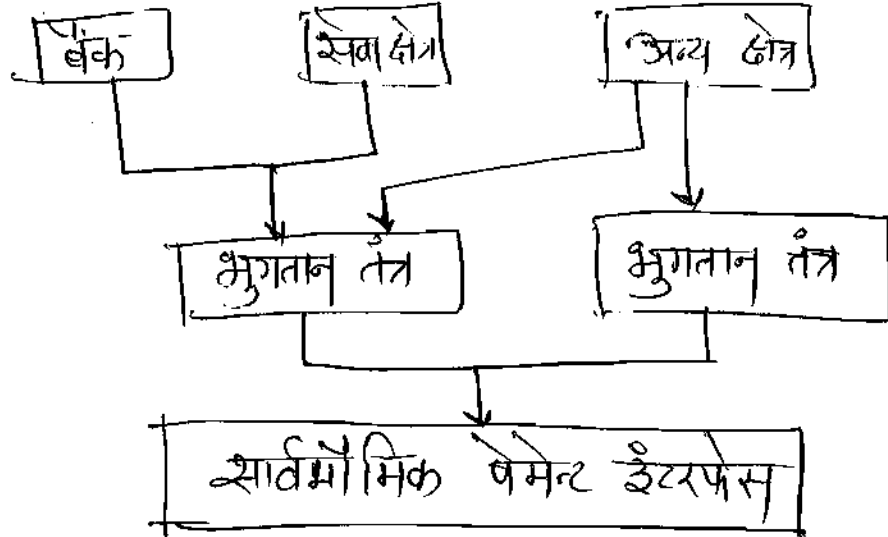 बैंक
सेवा क्षेत्र
अन्य क्षेत्र
भुगतान तंत्र
भुगतान तंत्र
सार्वभौमिक पेमेन्ट इंटरफेस